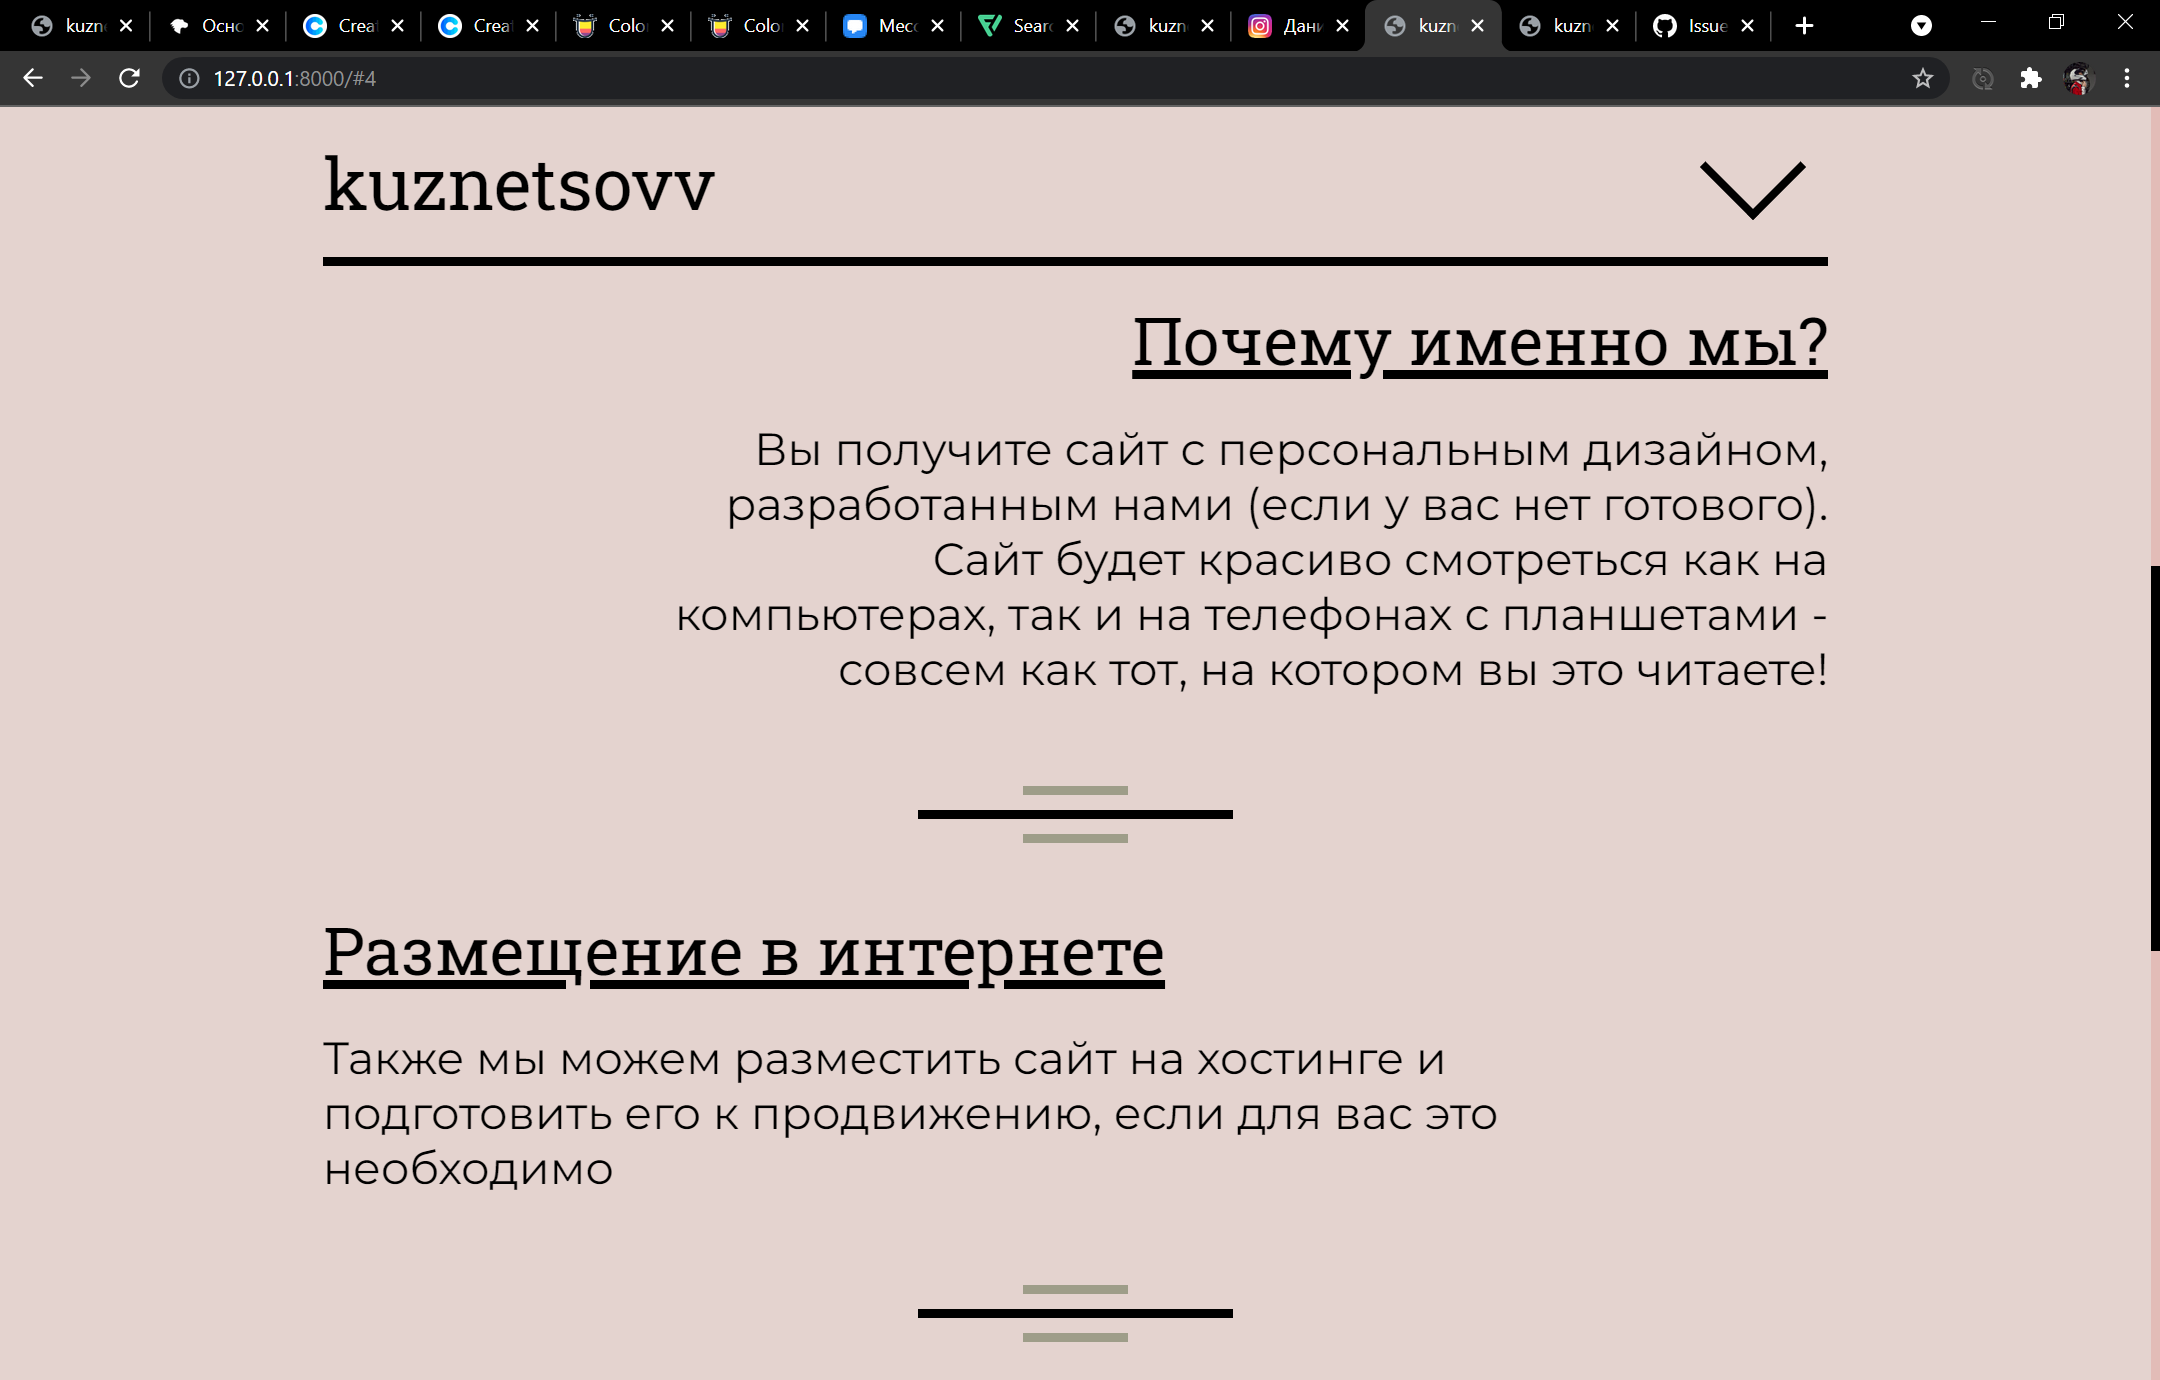 kuzn
Осно
Creat
Creat
Colo
Colo
Месс
Searc
kuzn
Дани
kuzn
kuzn
Issue
127.0.0.1:8000/#4
kuznetsovv
Почему именно мы?
Вы получите сайт с персональным дизайном,
разработанным нами (если у вас нет готового).
Сайт будет красиво смотреться как на
компьютерах, так и на телефонах с планшетами -
совсем как тот, на котором вы это читаете!
Размещение в интернете
Также мы можем разместить сайт на хостинге и
подготовить его к продвижению, если для вас это
необходимо